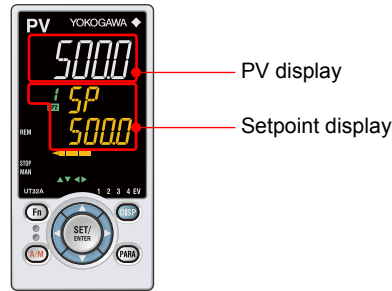 PV YOKOGAWA
500.0
PV display
1 SP
500.0
Setpoint display
REM
STOP
MAN
UT32A 1 2 3 4 EV
Fn DISP
SET/
ENTER
A/M PARA